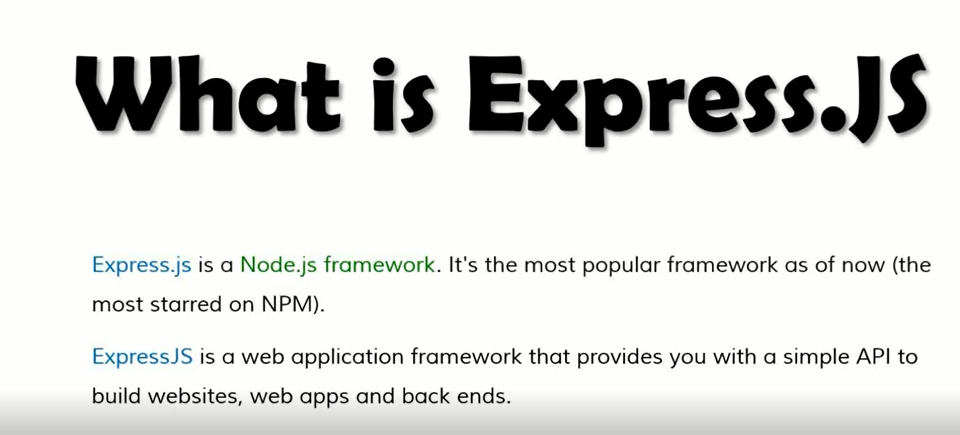 What is Express.JS
Express.js is a Node.js framework. It's the most popular framework as of now (the
most starred on NPM).
ExpressJS is a web application framework that provides you with a simple API to
build websites, web apps and back ends.